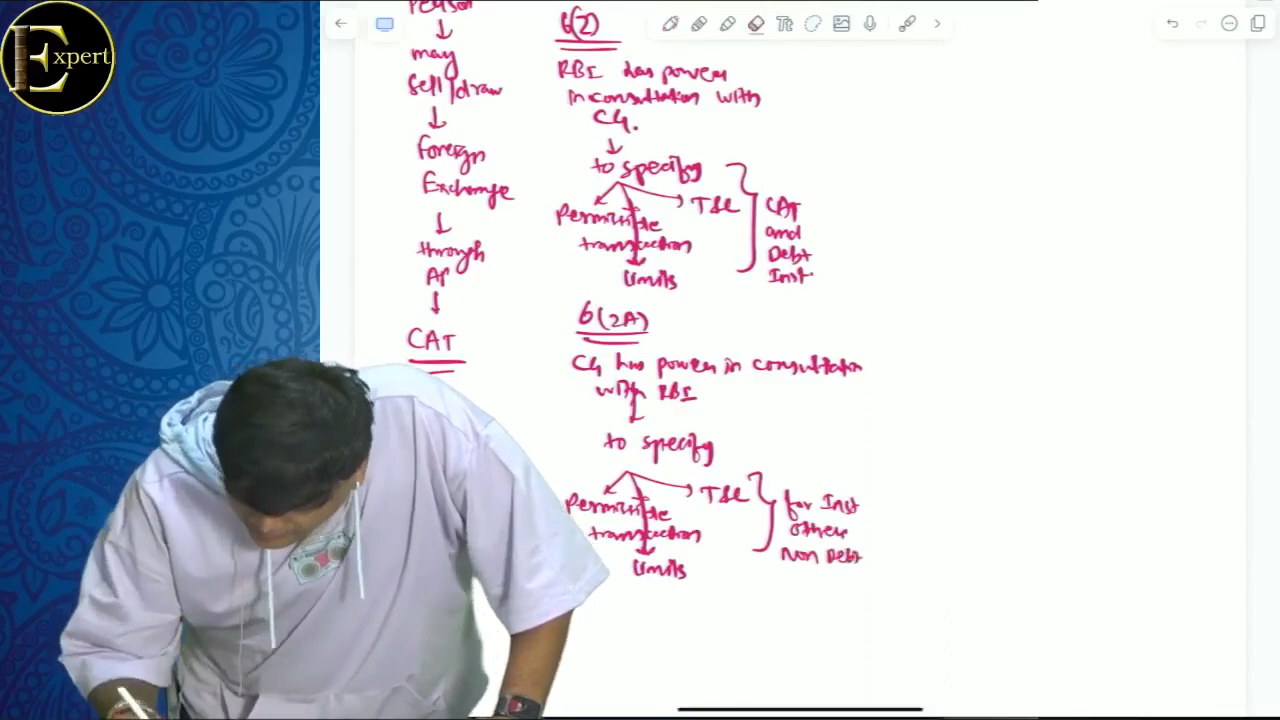 Expert
Person
may
Sell/draw
Foreign
Exchange
through
AP
CAT
6(2)
RBI has power
in consultation with
CG.
to specify
Permissible
transaction
T&C
Limits
CAT
and
Debt
Inst.
6(2A)
CG has power in consultation
with RBI
to specify
Permissible
transaction
T&C
Limits
for Inst
other
Non Debt